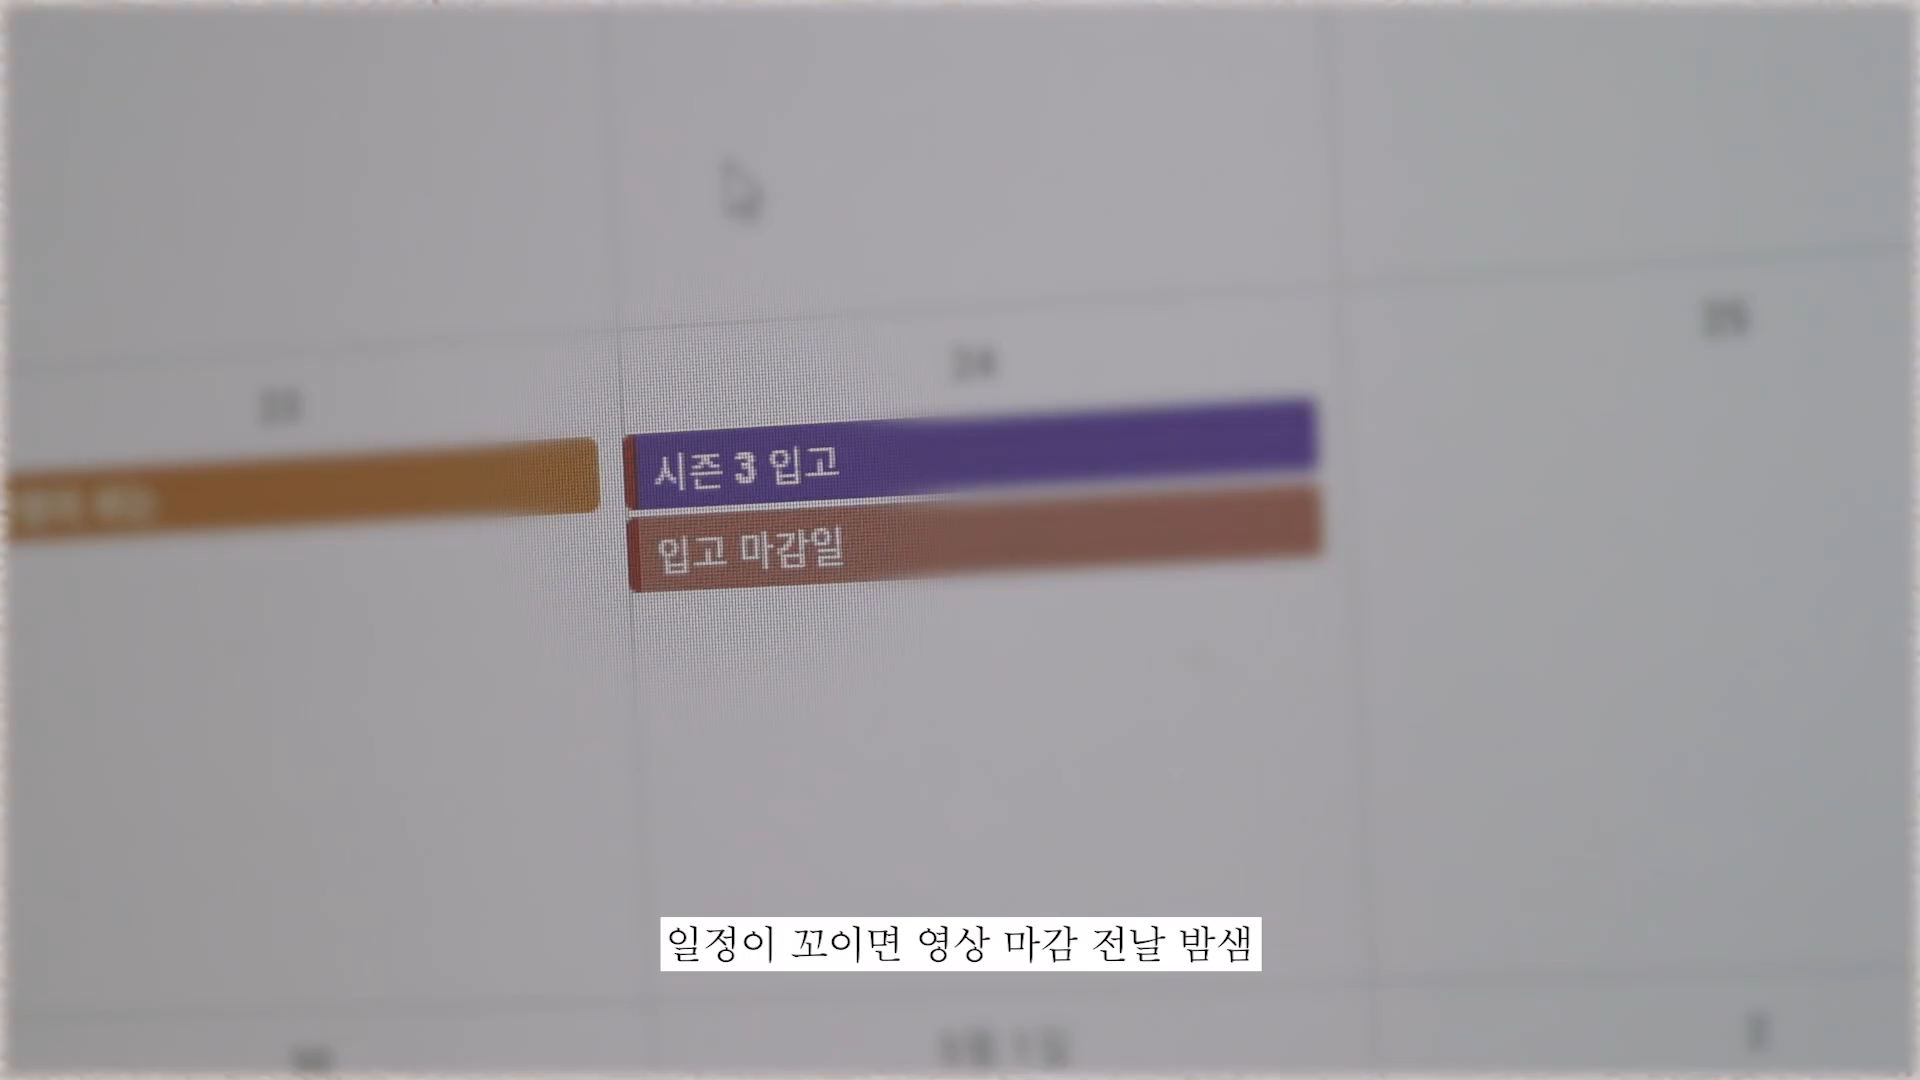 24
25
시즌 3 입고
입고 마감일
일정이 꼬이면 영상 마감 전날 밤샘